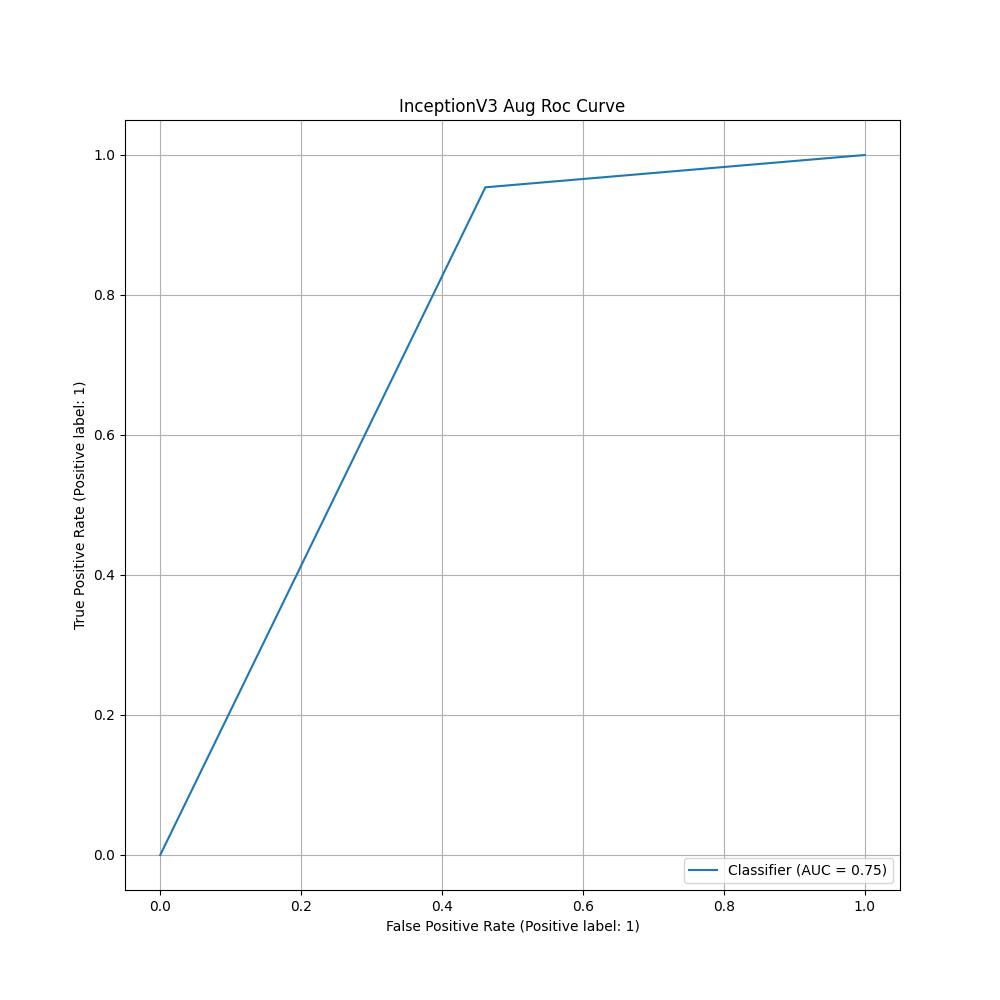 InceptionV3 Aug Roc Curve
True Positive Rate (Positive label: 1)
1.0
0.8
0.6
0.4
0.2
0.0
Classifier (AUC = 0.75)
0.0 0.2 0.4 0.6 0.8 1.0
False Positive Rate (Positive label: 1)